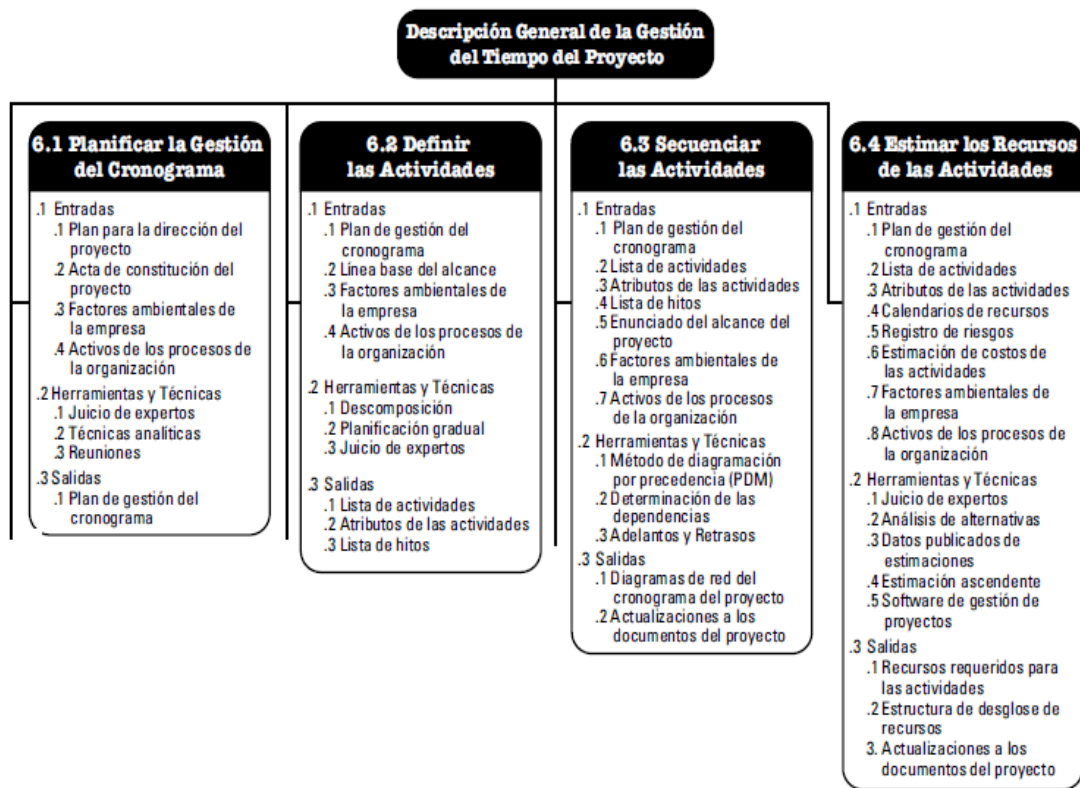 Descripción General de la Gestión
del Tiempo del Proyecto
6.1 Planificar la Gestión
del Cronograma
.1 Entradas
.1 Plan para la dirección del
proyecto
.2 Acta de constitución del
proyecto
.3 Factores ambientales de
la empresa
.4 Activos de los procesos de
la organización
.2 Herramientas y Técnicas
.1 Juicio de expertos
.2 Técnicas analíticas
.3 Reuniones
.3 Salidas
.1 Plan de gestión del
cronograma
6.2 Definir
las Actividades
.1 Entradas
.1 Plan de gestión del
cronograma
.2 Línea base del alcance
.3 Factores ambientales de
la empresa
.4 Activos de los procesos de
la organización
.2 Herramientas y Técnicas
.1 Descomposición
.2 Planificación gradual
.3 Juicio de expertos
.3 Salidas
.1 Lista de actividades
.2 Atributos de las actividades
.3 Lista de hitos
6.3 Secuenciar
las Actividades
.1 Entradas
.1 Plan de gestión del
cronograma
.2 Lista de actividades
.3 Atributos de las actividades
.4 Lista de hitos
.5 Enunciado del alcance del
proyecto
.6 Factores ambientales de
la empresa
.7 Activos de los procesos
de la organización
.2 Herramientas y Técnicas
.1 Método de diagramación
por precedencia (PDM)
.2 Determinación de las
dependencias
.3 Adelantos y Retrasos
.3 Salidas
.1 Diagramas de red del
cronograma del proyecto
.2 Actualizaciones a los
documentos del proyecto
6.4 Estimar los Recursos
de las Actividades
.1 Entradas
.1 Plan de gestión del
cronograma
.2 Lista de actividades
.3 Atributos de las actividades
.4 Calendarios de recursos
.5 Registro de riesgos
.6 Estimación de costos de
las actividades
.7 Factores ambientales de
la empresa
.8 Activos de los procesos de
la organización
.2 Herramientas y Técnicas
.1 Juicio de expertos
.2 Análisis de alternativas
.3 Datos publicados de
estimaciones
.4 Estimación ascendente
.5 Software de gestión de
proyectos
.3 Salidas
.1 Recursos requeridos para
las actividades
.2 Estructura de desglose de
recursos
3. Actualizaciones a los
documentos del proyecto